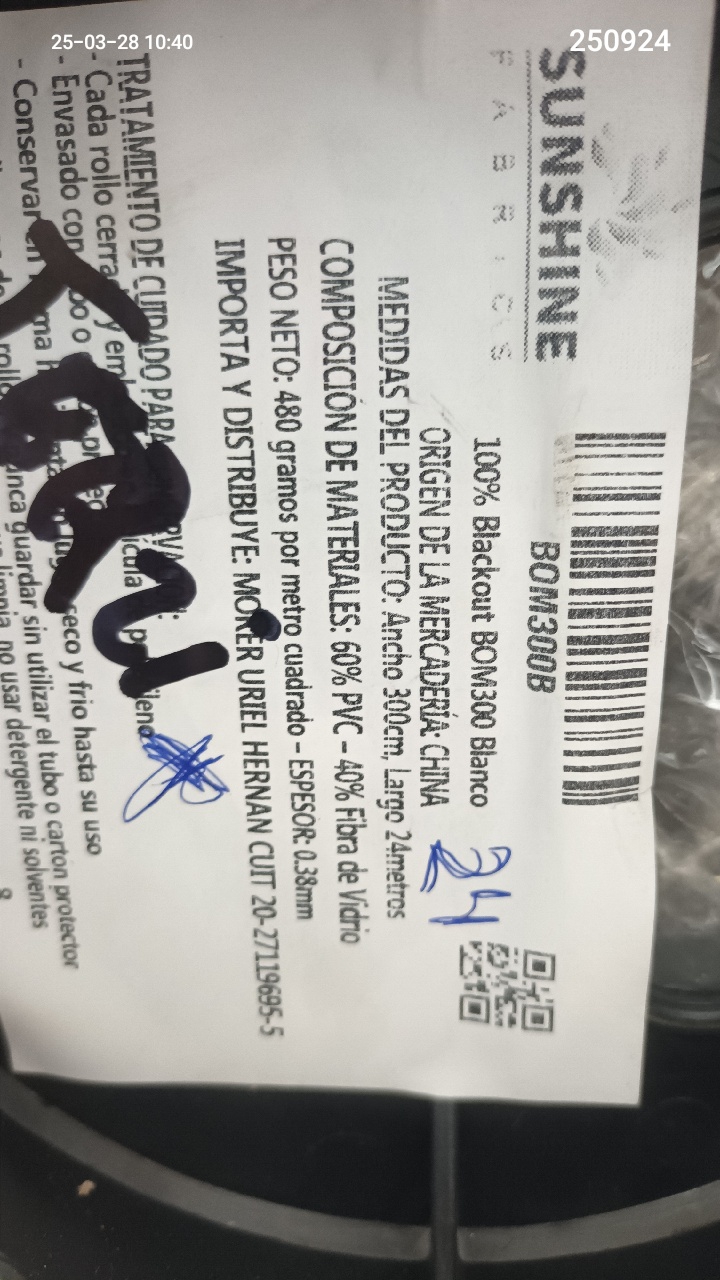 25-03-28 10:40
250924
SUNSHINE
FABRICS
BOM300B
100% Blackout BOM300 Blanco
24
ORIGEN DE LA MERCADERÍA: CHINA
MEDIDAS DEL PRODUCTO: Ancho 300cm, Largo 24metros
COMPOSICIÓN DE MATERIALES: 60% PVC – 40% Fibra de Vidrio
PESO NETO: 480 gramos por metro cuadrado – ESPESOR: 0.38mm
IMPORTA Y DISTRIBUYE: MOKER URIEL HERNAN CUIT 20-27119695-5
TRATAMIENTO DE CUIDADO PARA
- Cada rollo y
- Envasado con seco y frio hasta su uso
- Conservar en guardar sin utilizar el tubo o carton protector
limpia, no usar detergente ni solventes